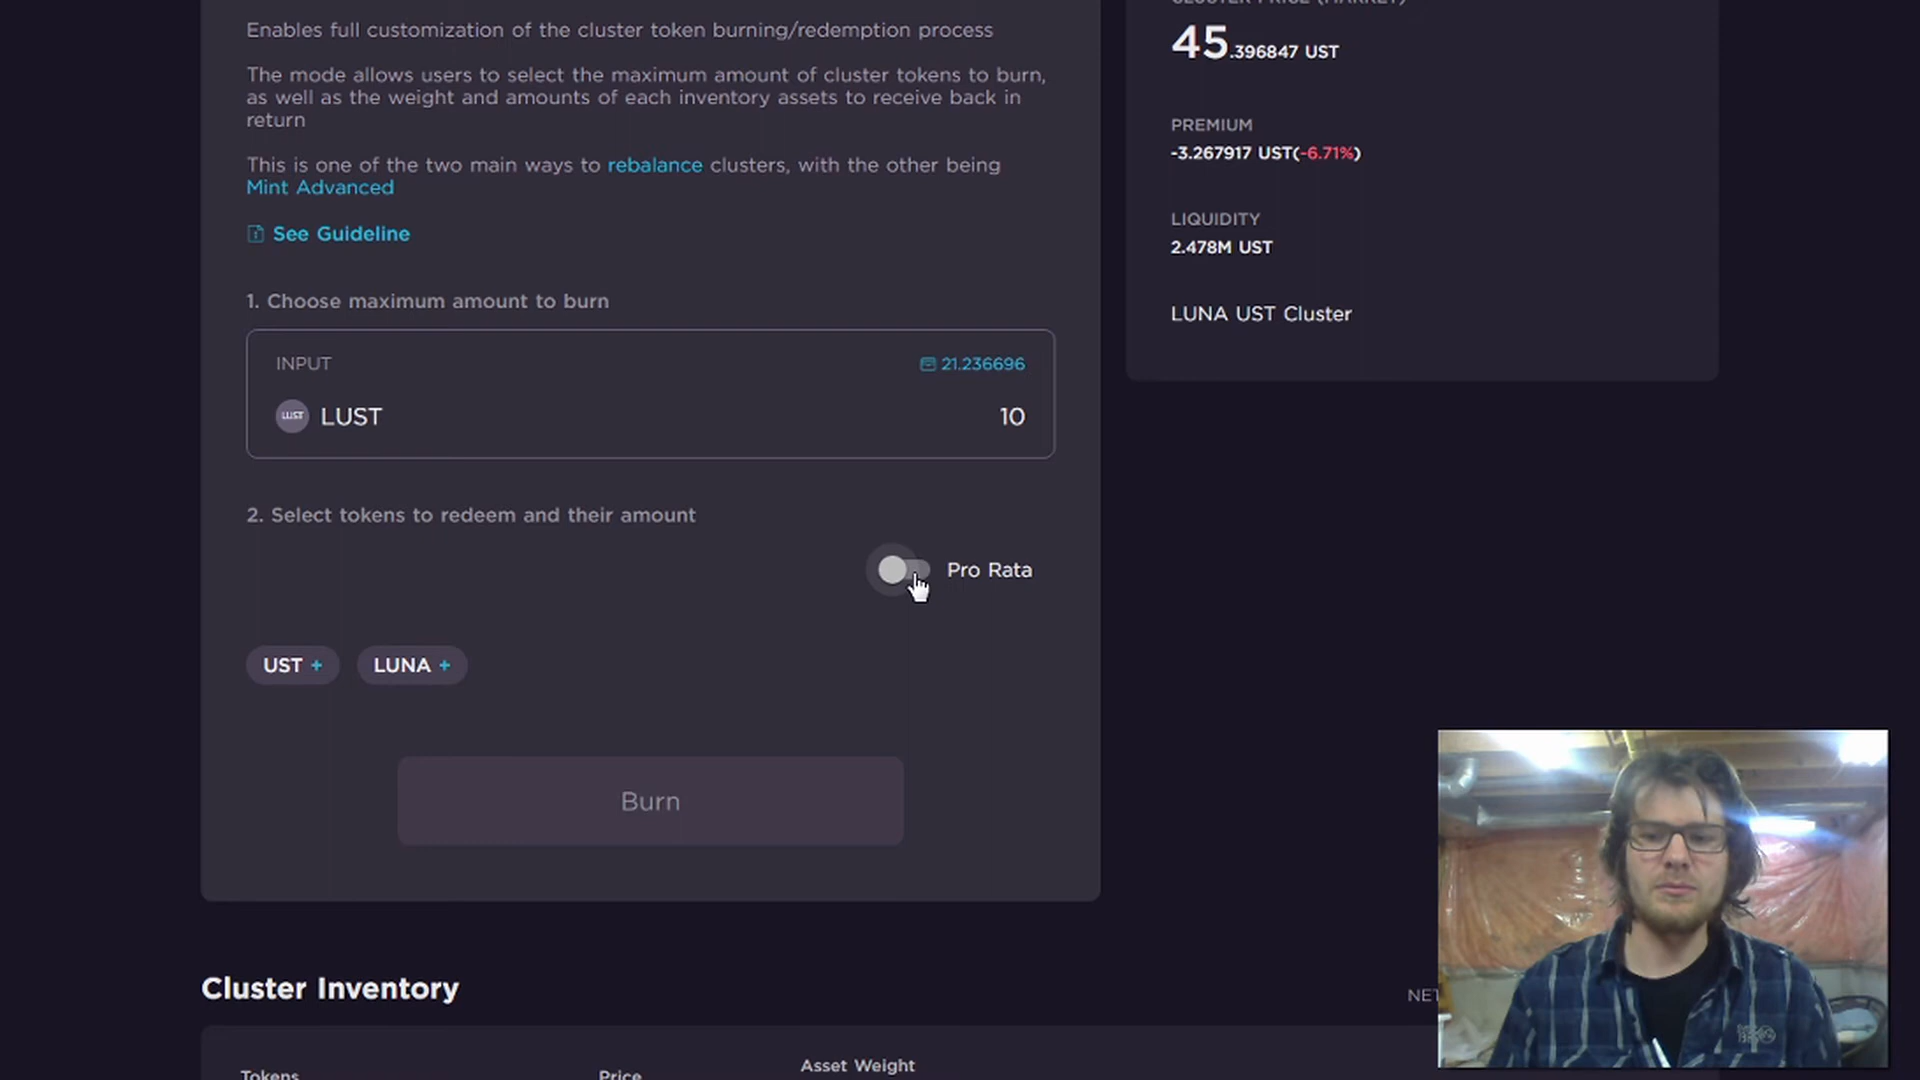 Enables full customization of the cluster token burning/redemption process
The mode allows users to select the maximum amount of cluster tokens to burn,
as well as the weight and amounts of each inventory assets to receive back in
return
This is one of the two main ways to rebalance clusters, with the other being
Mint Advanced
See Guideline
1. Choose maximum amount to burn
INPUT
21.236696
LUST
LUST
10
2. Select tokens to redeem and their amount
Pro Rata
UST +
LUNA +
Burn
CLUSTER PRICE (MARKET)
45.396847 UST
PREMIUM
-3.267917 UST(-6.71%)
LIQUIDITY
2.478M UST
LUNA UST Cluster
Cluster Inventory
NET
Tokens
Price
Asset Weight